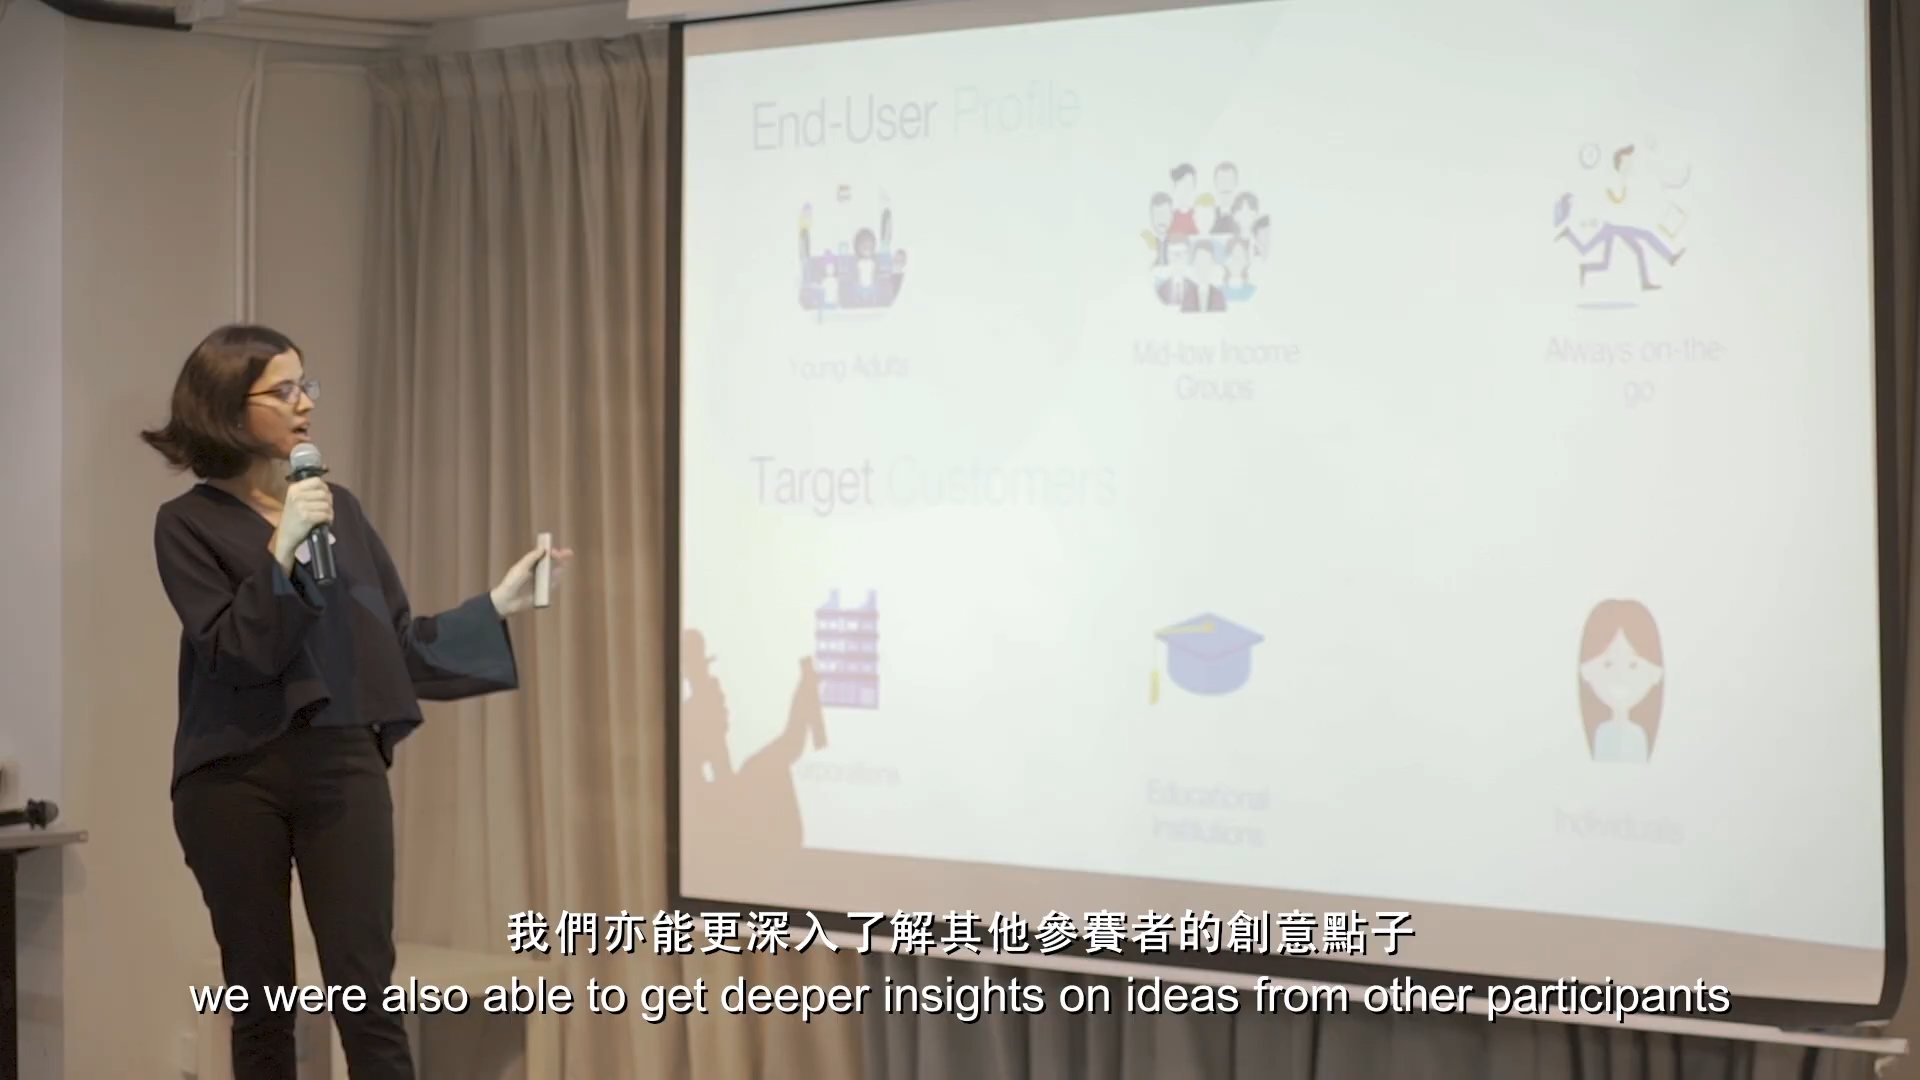 End-User Profile
Young Adults
Mid-low Income
Groups
Always on-the-
go
Target Customers
Corporations
Educational
Institutions
Individuals
我們亦能更深入了解其他參賽者的創意點子
we were also able to get deeper insights on ideas from other participants